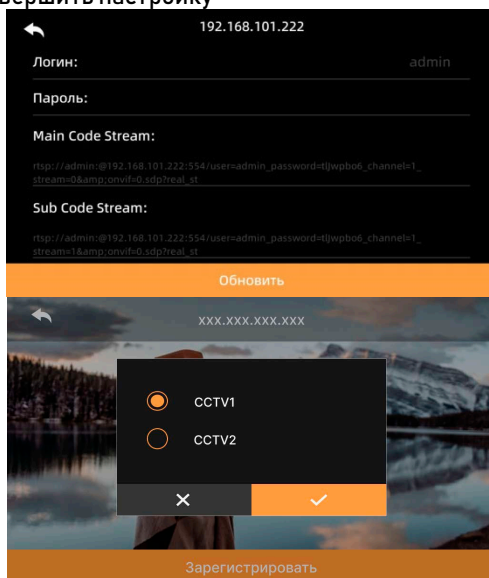 вершить настройку
192.168.101.222
Логин: admin
Пароль:
Main Code Stream:
rtsp://admin:@192.168.101.222:554/user=admin_password=tlJwpbo6_channel=1_
stream=0&amp;onvif=0.sdp?real_st
Sub Code Stream:
rtsp://admin:@192.168.101.222:554/user=admin_password=tlJwpbo6_channel=1_
stream=1&amp;onvif=0.sdp?real_st
Обновить
xxx.xxx.xxx.xxx
CCTV1
CCTV2
Зарегистрировать